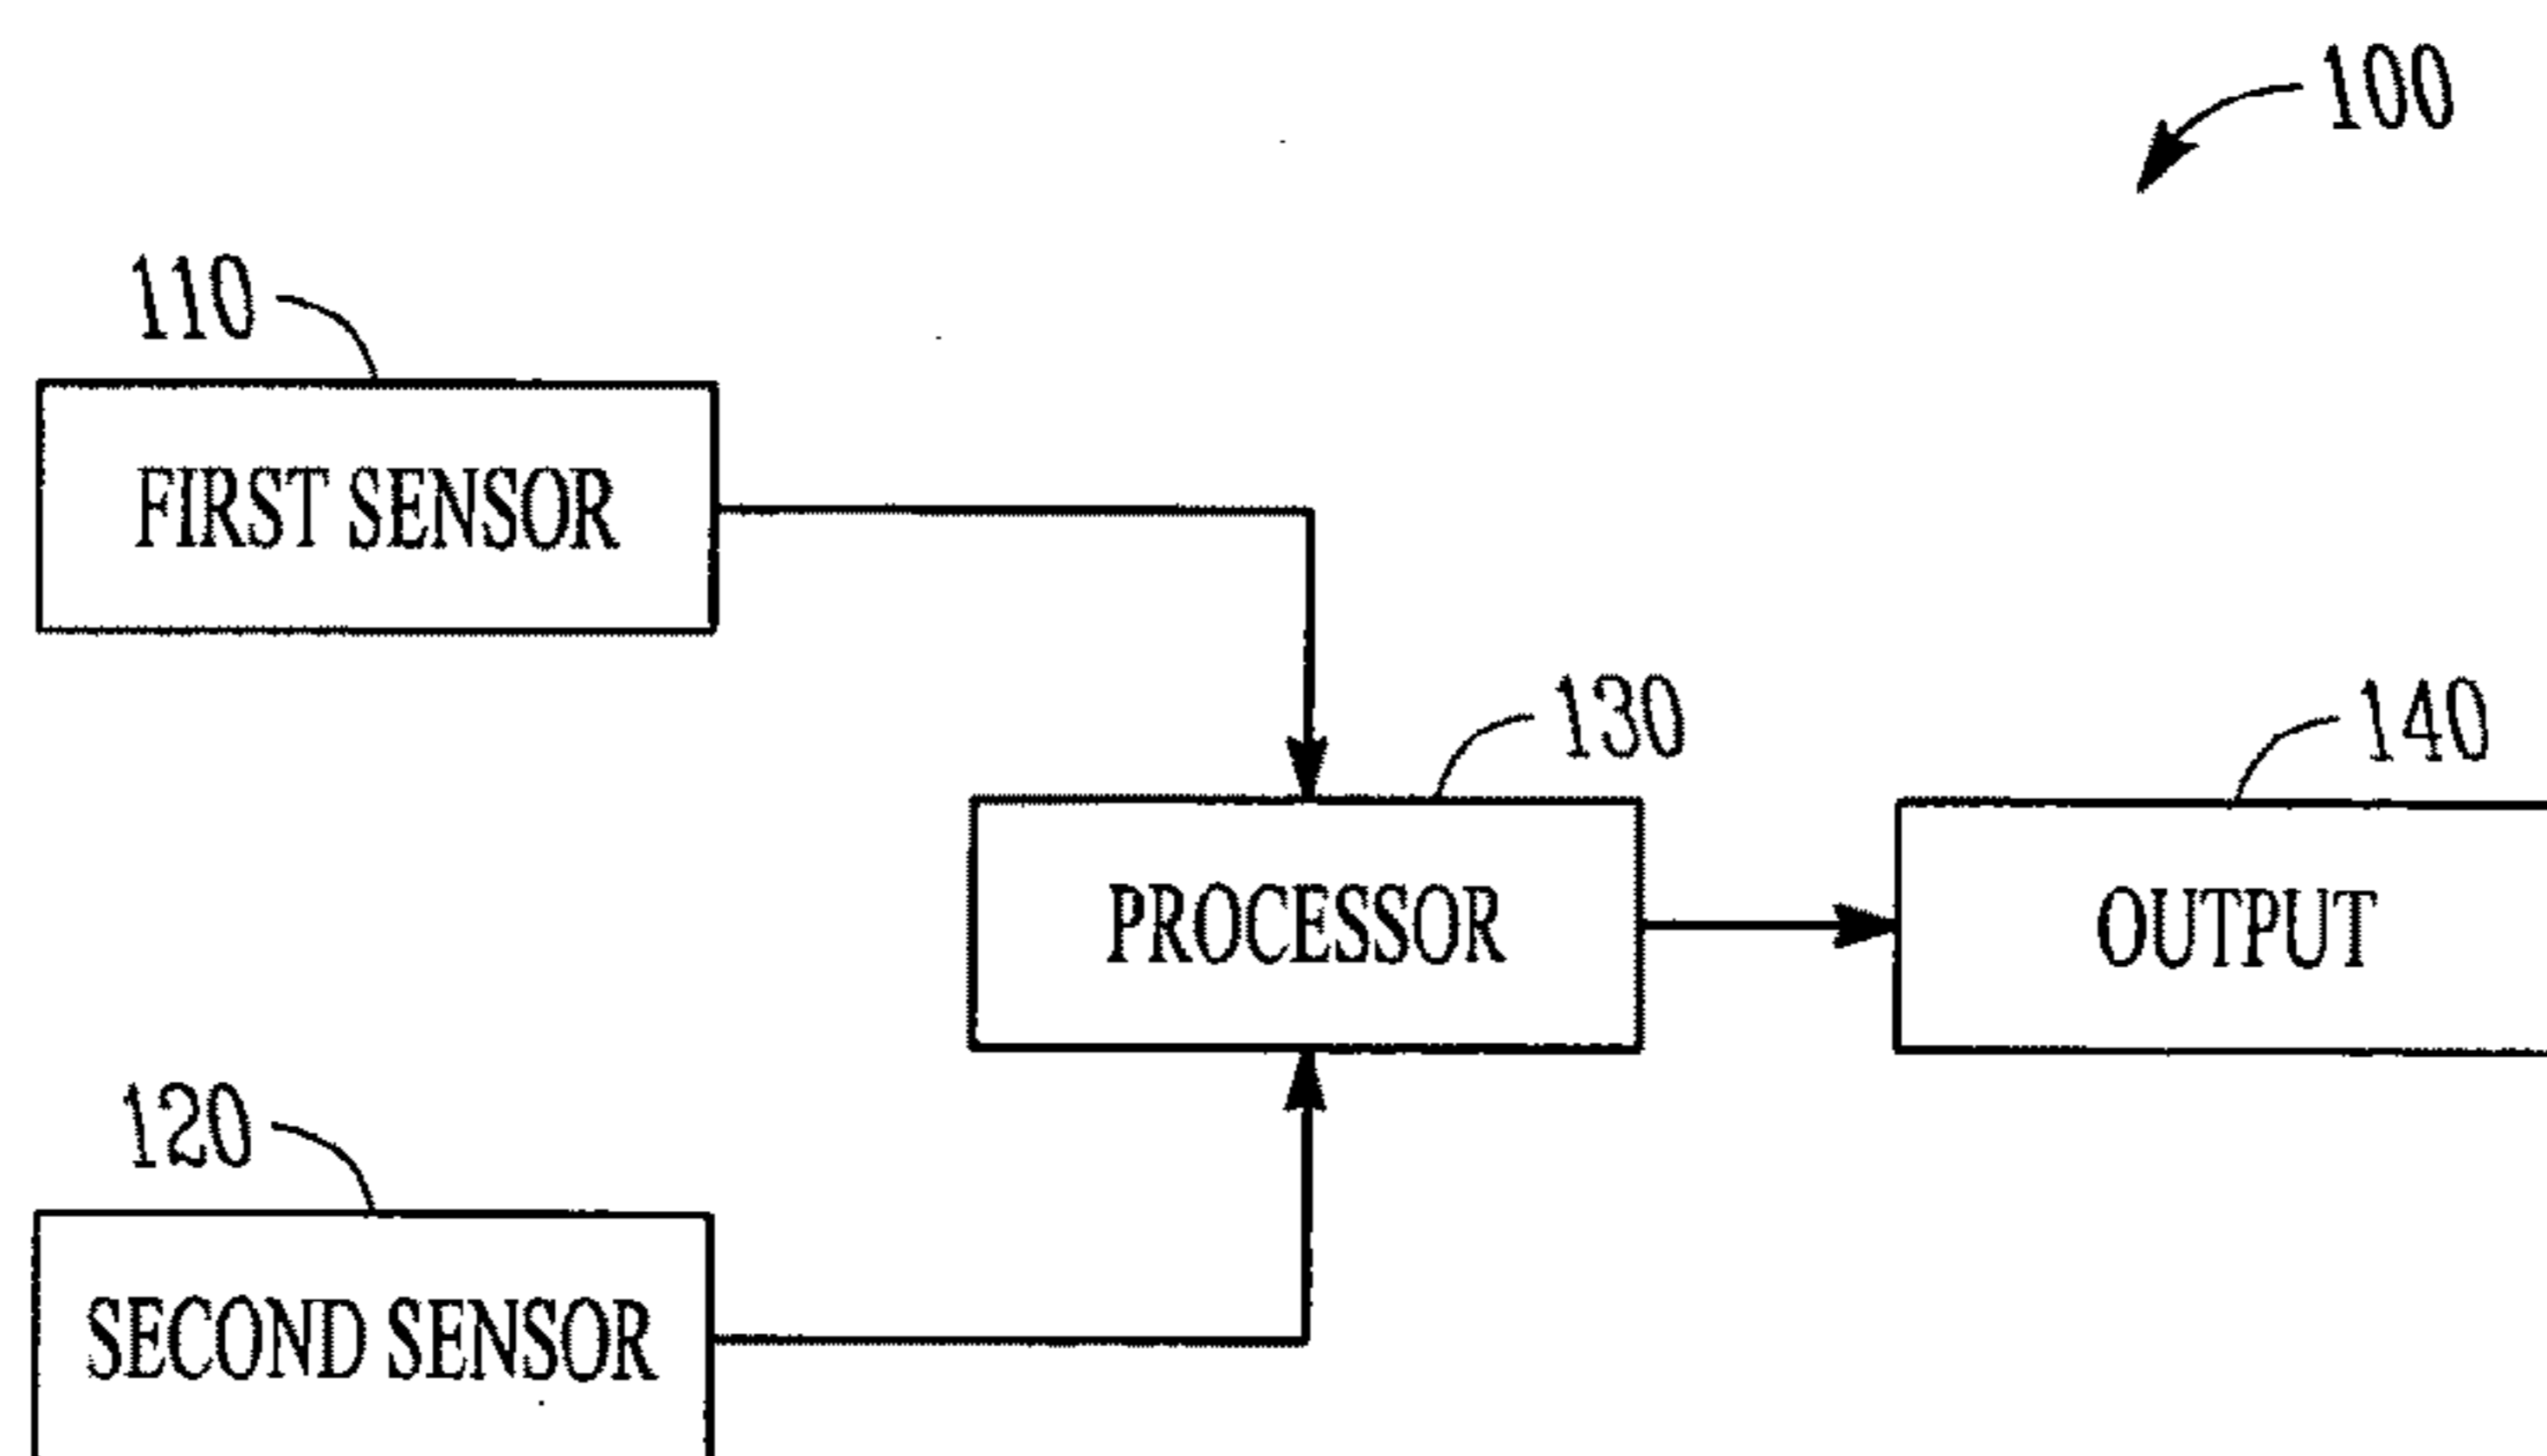 100
110
FIRST SENSOR
130
140
PROCESSOR
OUTPUT
120
SECOND SENSOR